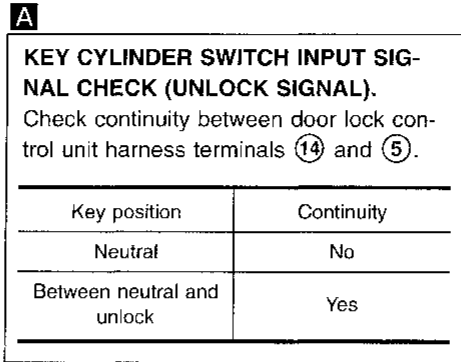 A
KEY CYLINDER SWITCH INPUT SIG-
NAL CHECK (UNLOCK SIGNAL).
Check continuity between door lock con-
trol unit harness terminals ⑭ and ⑤.
Key position Continuity
Neutral No
Between neutral and
unlock Yes